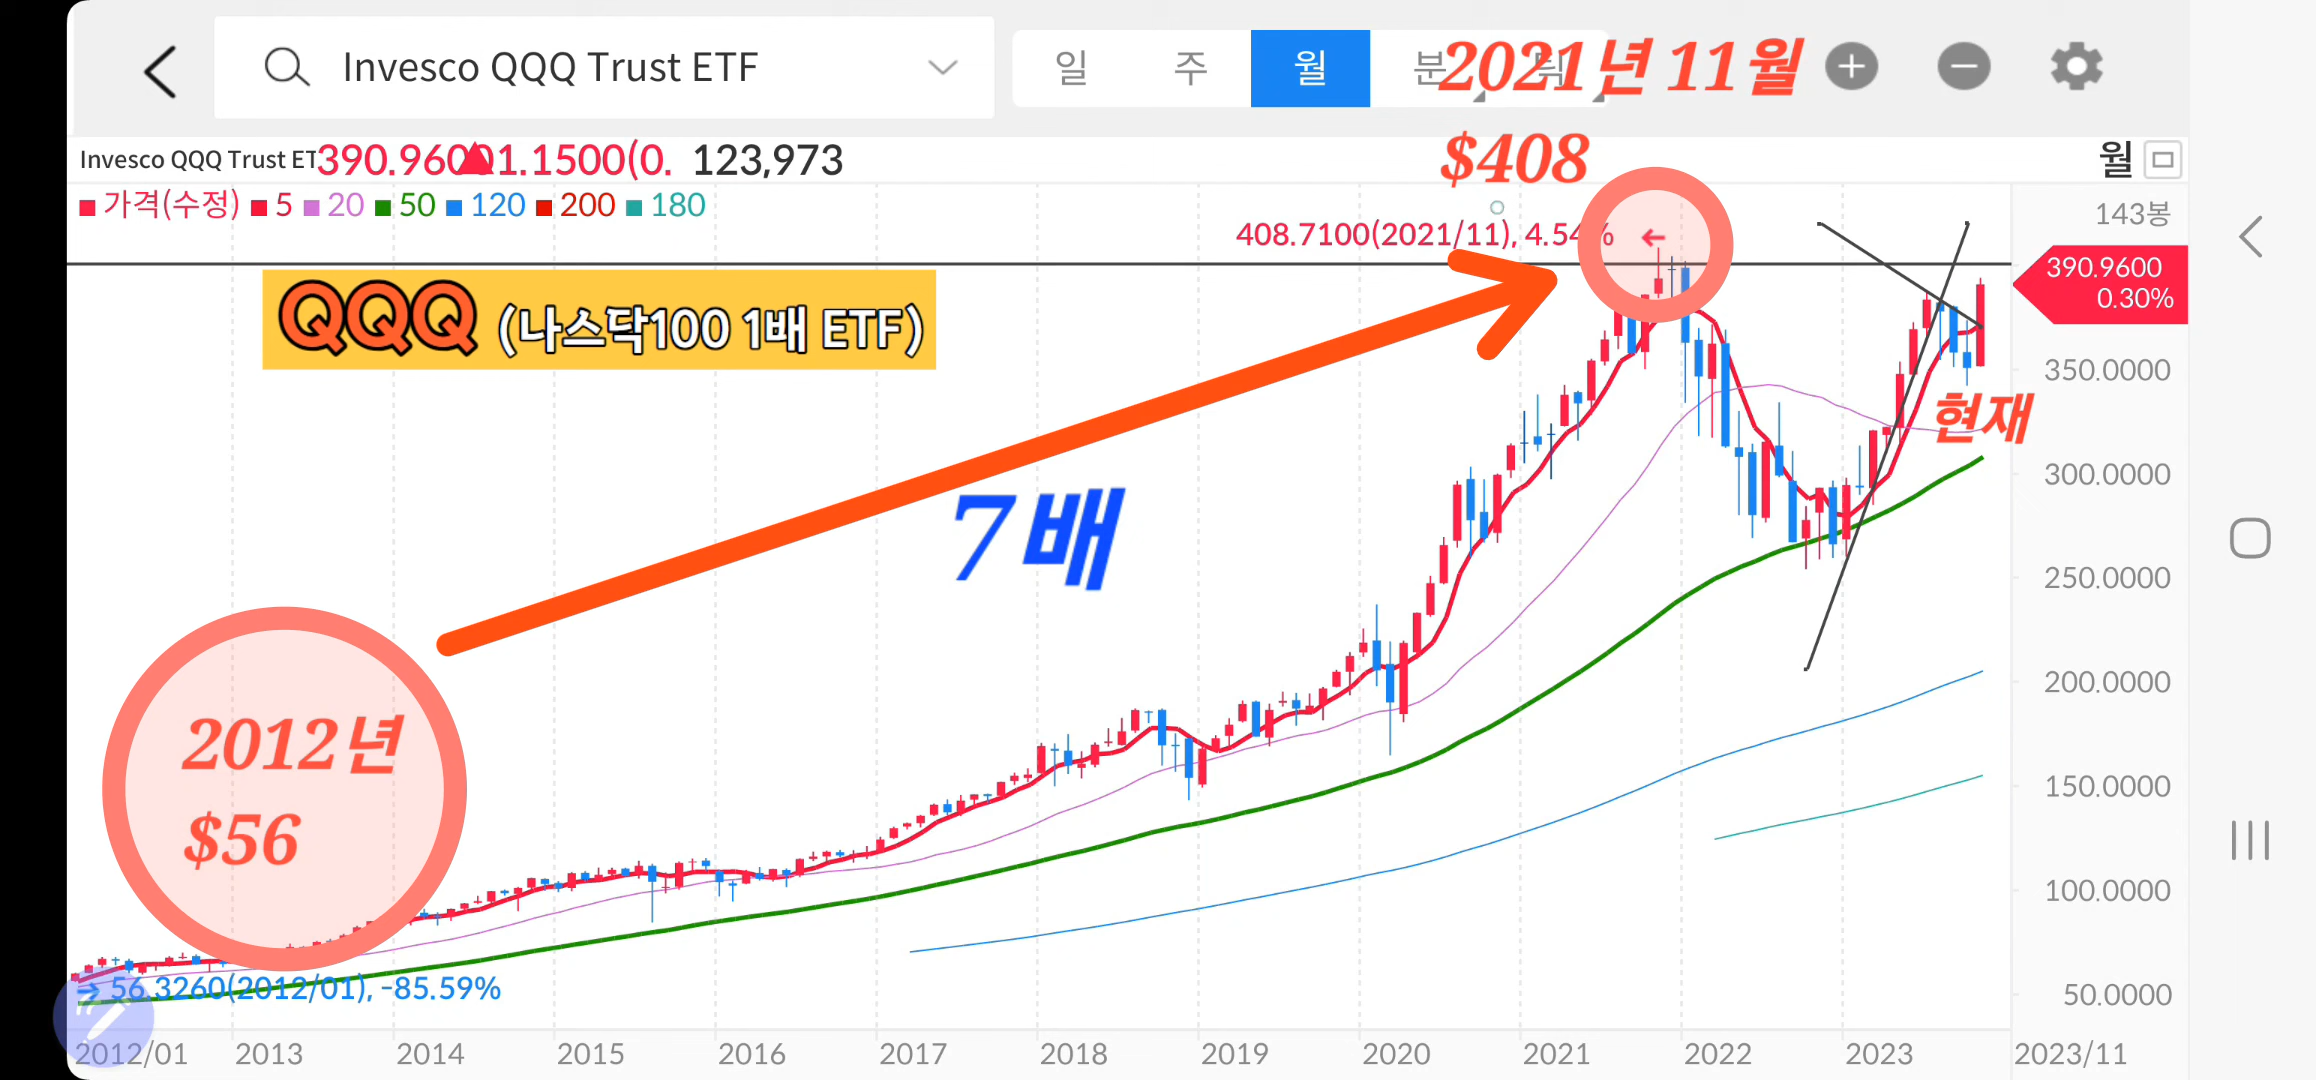 Invesco QQQ Trust ETF
일 주 월 분 틱
2021년 11월
$408
Invesco QQQ Trust ET 390.9600 ▲ 1.1500(0. 123,973
월
■ 가격(수정) ■ 5 ■ 20 ■ 50 ■ 120 ■ 200 ■ 180
143봉
408.7100(2021/11), 4.54%
390.9600
0.30%
QQQ (나스닥100 1배 ETF)
350.0000
현재
300.0000
7배
250.0000
200.0000
2012년
$56
150.0000
100.0000
56.3260(2012/01), -85.59%
50.0000
2012/01 2013 2014 2015 2016 2017 2018 2019 2020 2021 2022 2023 2023/11